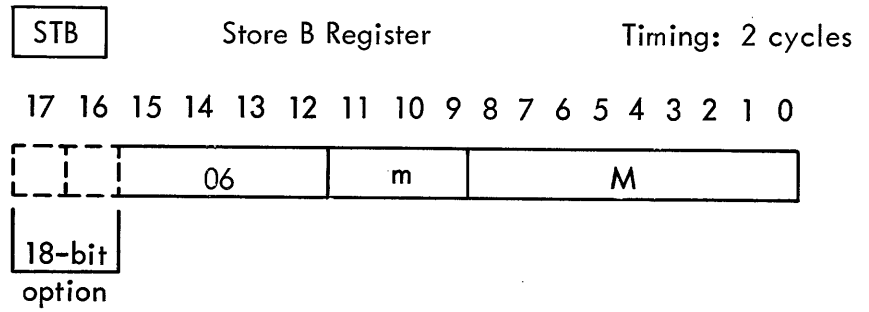 STB Store B Register Timing: 2 cycles
17 16 15 14 13 12 11 10 9 8 7 6 5 4 3 2 1 0
06 m M
18-bit
option